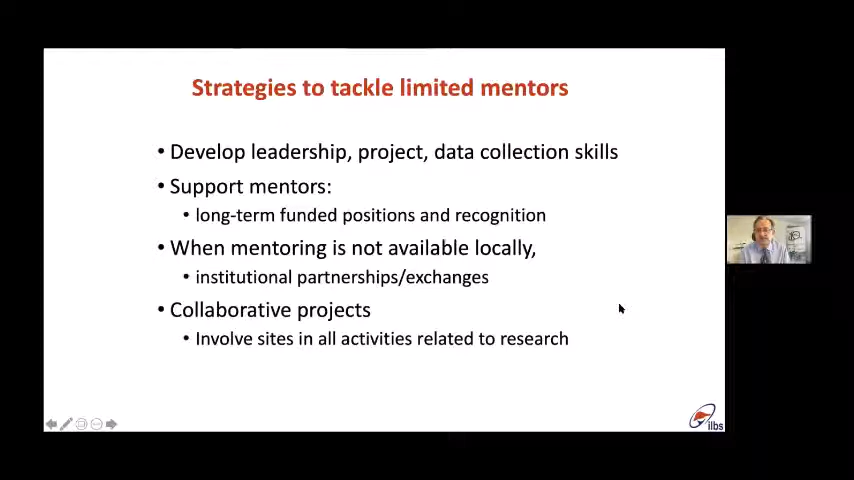 Strategies to tackle limited mentors
• Develop leadership, project, data collection skills
• Support mentors:
• long-term funded positions and recognition
• When mentoring is not available locally,
• institutional partnerships/exchanges
• Collaborative projects
• Involve sites in all activities related to research
ilbs